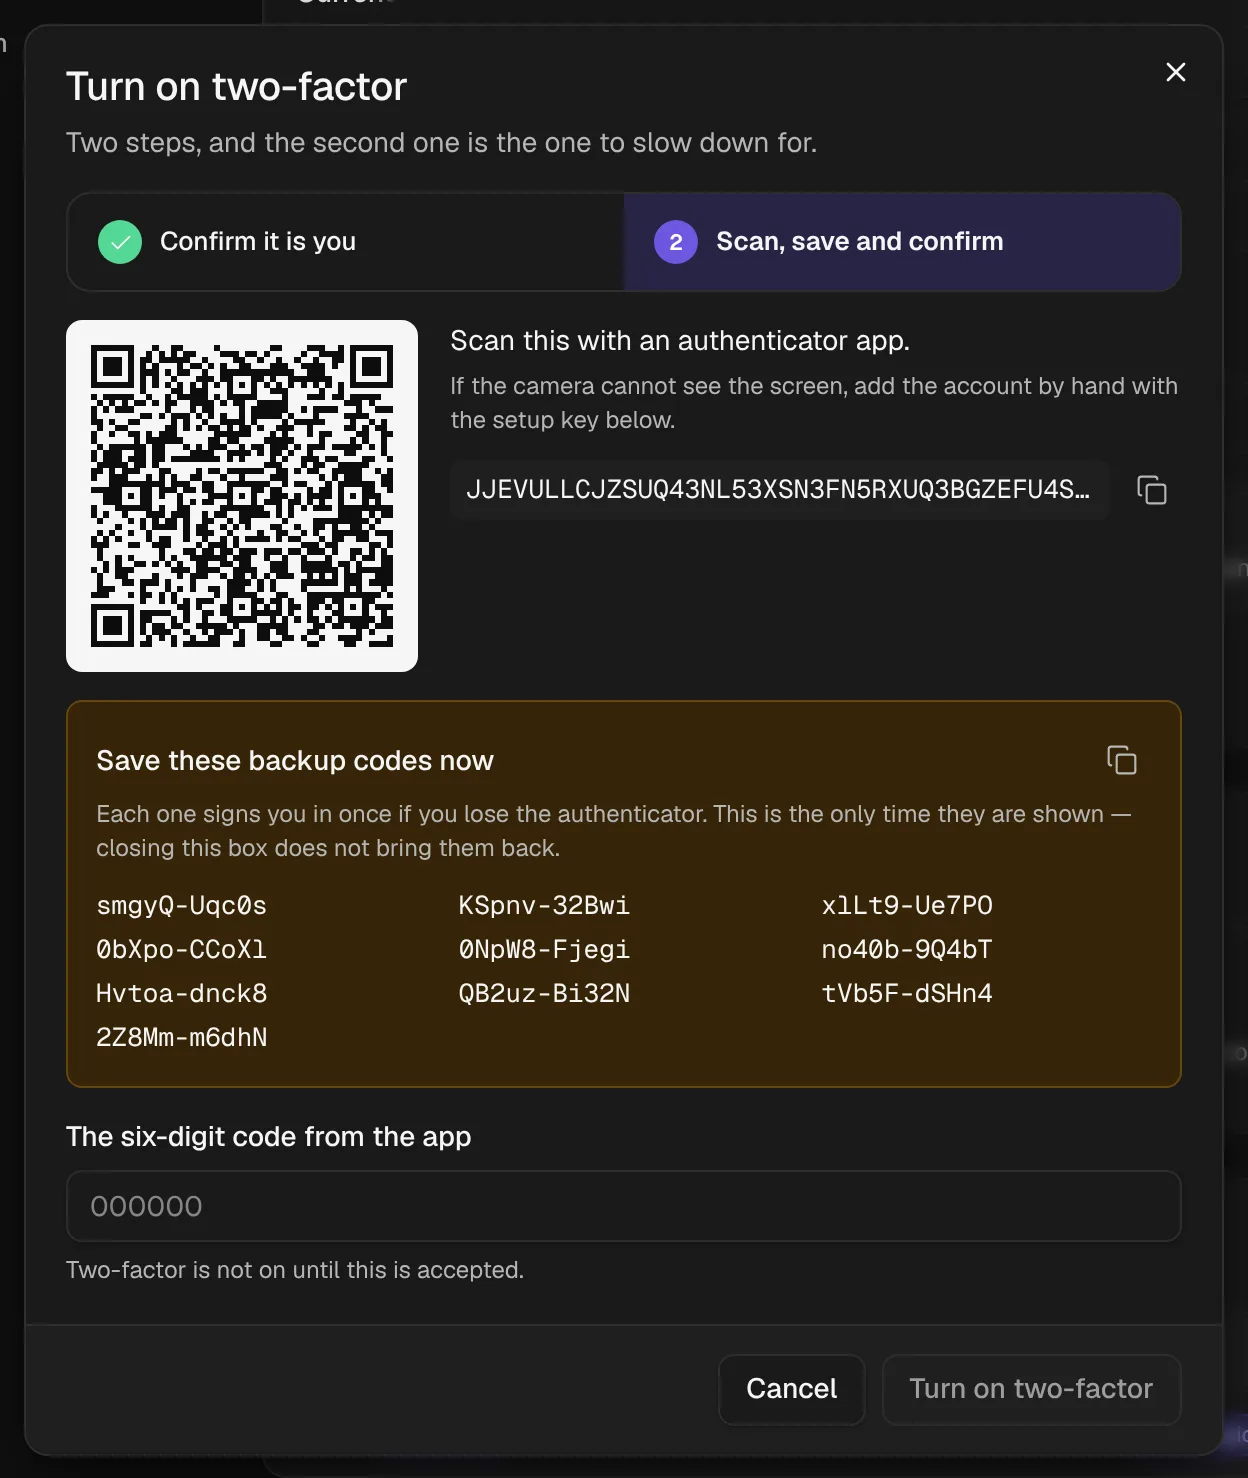 Turn on two-factor
Two steps, and the second one is the one to slow down for.
Confirm it is you
2 Scan, save and confirm
Scan this with an authenticator app.
If the camera cannot see the screen, add the account by hand with
the setup key below.
JJEVULLCJZSUQ43NL53XSN3FN5RXUQ3BGZEFU4S…
Save these backup codes now
Each one signs you in once if you lose the authenticator. This is the only time they are shown —
closing this box does not bring them back.
smgyQ-Uqc0s KSpnv-32Bwi xlLt9-Ue7PO
0bXpo-CCoXl 0NpW8-Fjegi no40b-9Q4bT
Hvtoa-dnck8 QB2uz-Bi32N tVb5F-dSHn4
2Z8Mm-m6dhN
The six-digit code from the app
000000
Two-factor is not on until this is accepted.
Cancel
Turn on two-factor